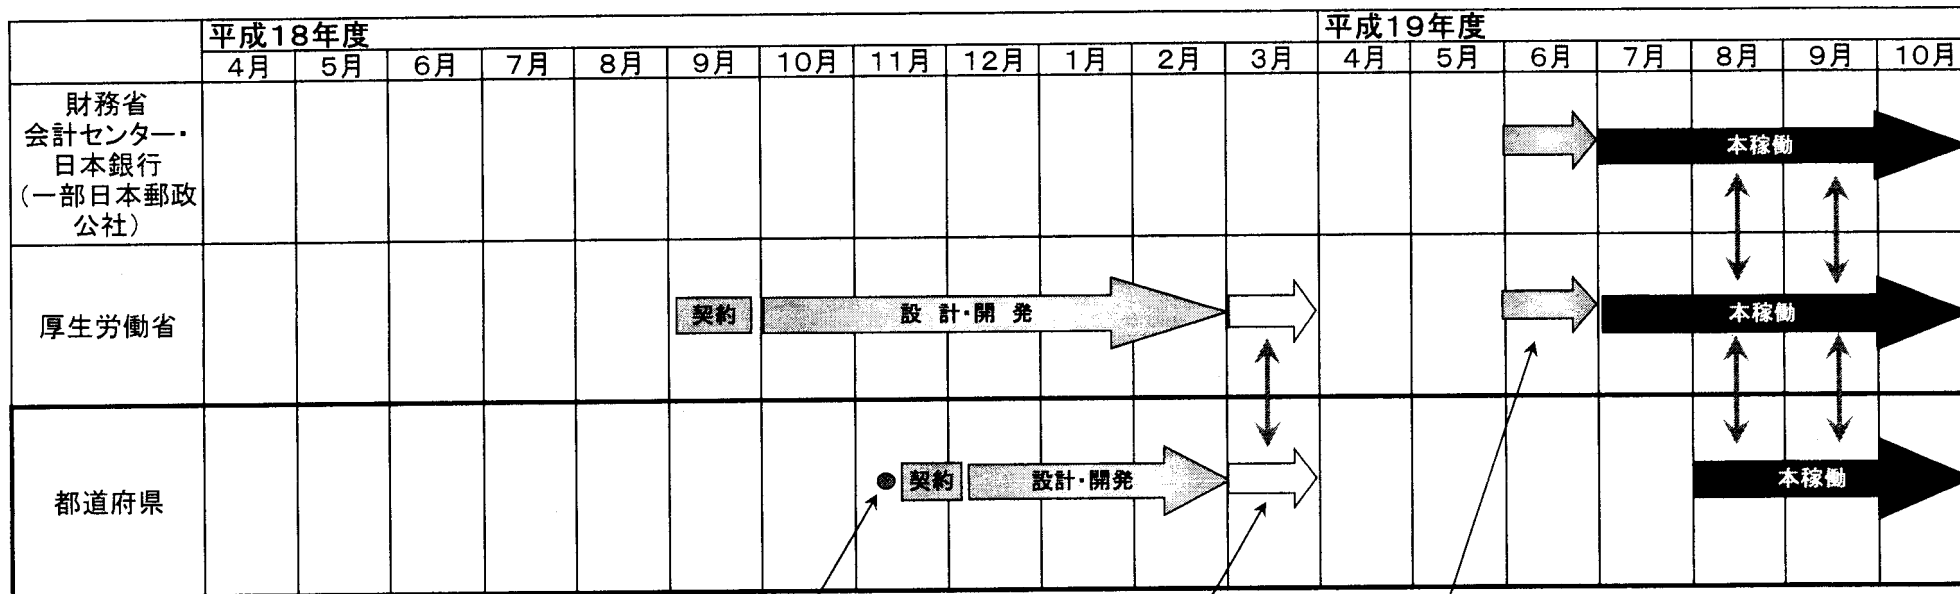 平成18年度
平成19年度
4月 5月 6月 7月 8月 9月 10月 11月 12月 1月 2月 3月 4月 5月 6月 7月 8月 9月 10月
財務省
会計センター・
日本銀行
（一部日本郵政
公社）
本稼働
厚生労働省
契約
設計・開発
本稼働
都道府県
契約
設計・開発
本稼働